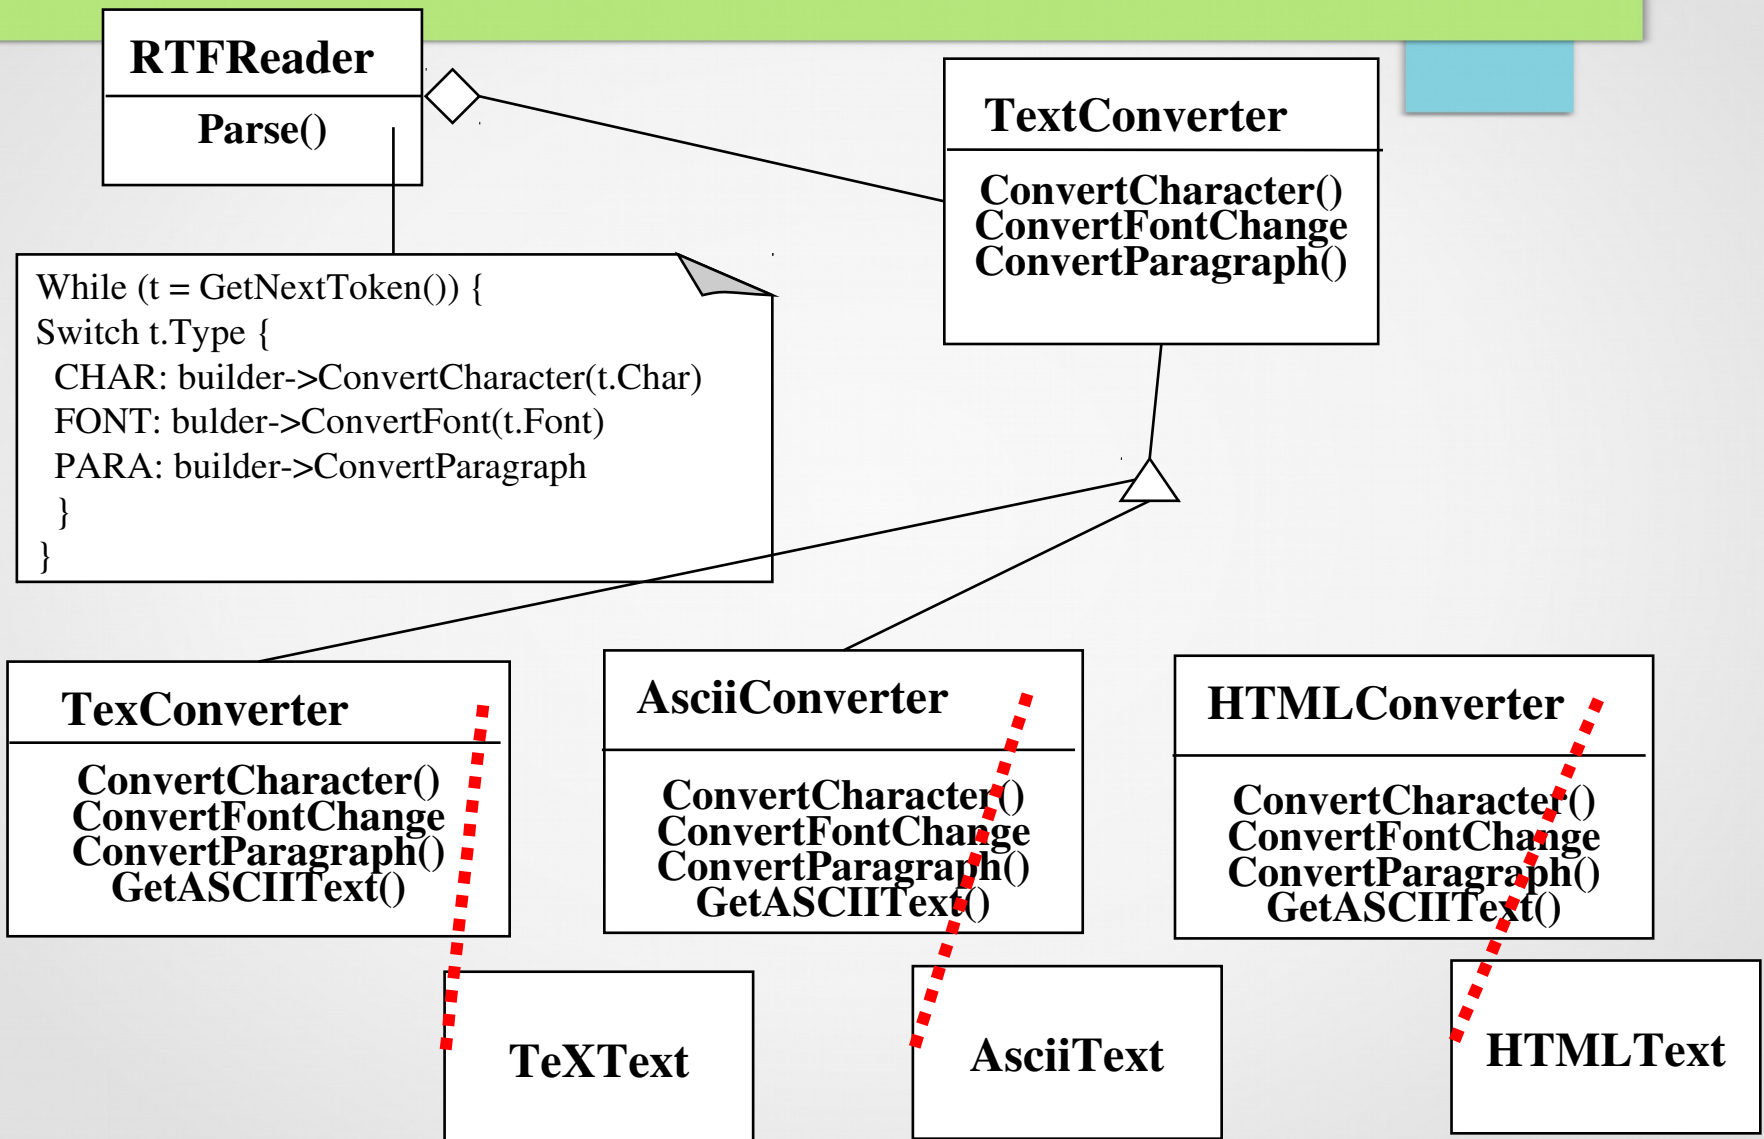 RTFReader
Parse()
TextConverter
ConvertCharacter()
ConvertFontChange
ConvertParagraph()
While (t = GetNextToken()) {
Switch t.Type {
CHAR: builder->ConvertCharacter(t.Char)
FONT: bulder->ConvertFont(t.Font)
PARA: builder->ConvertParagraph
}
}
TexConverter
ConvertCharacter()
ConvertFontChange
ConvertParagraph()
GetASCIIText()
AsciiConverter
ConvertCharacter()
ConvertFontChange
ConvertParagraph()
GetASCIIText()
HTMLConverter
ConvertCharacter()
ConvertFontChange
ConvertParagraph()
GetASCIIText()
TeXText
AsciiText
HTMLText